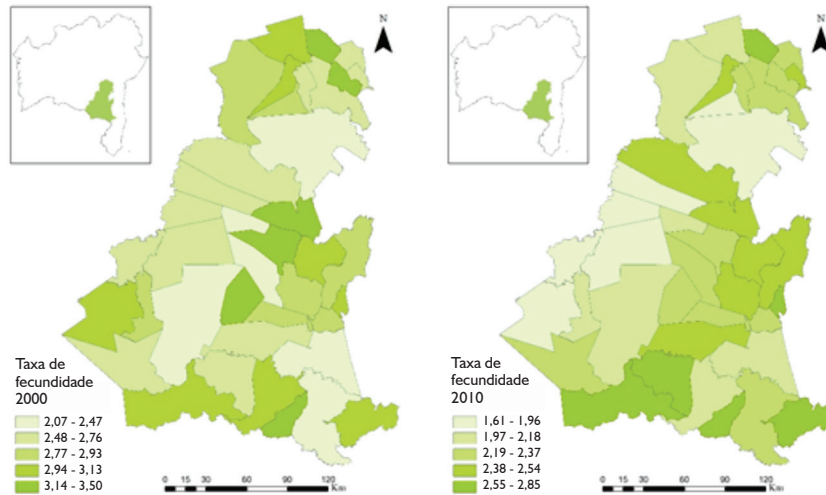 N
Taxa de
fecundidade
2000
2,07 - 2,47
2,48 - 2,76
2,77 - 2,93
2,94 - 3,13
3,14 - 3,50
0 15 30 60 90 120
Km
N
Taxa de
fecundidade
2010
1,61 - 1,96
1,97 - 2,18
2,19 - 2,37
2,38 - 2,54
2,55 - 2,85
0 15 30 60 90 120
Km